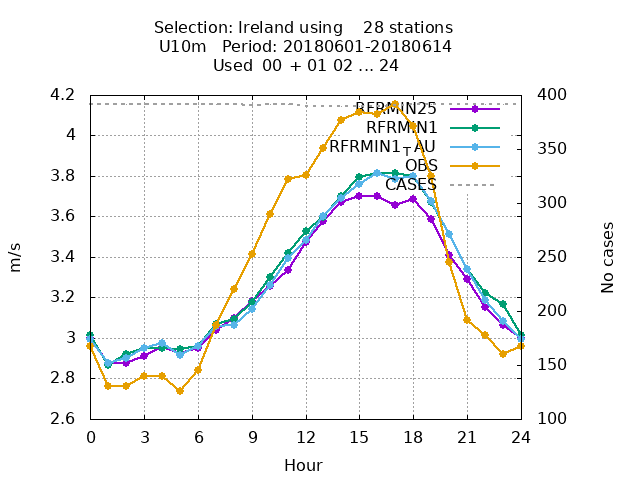 Selection: Ireland using 28 stations
U10m Period: 20180601-20180614
Used 00 + 01 02 ... 24
4.2
4
3.8
3.6
3.4
3.2
3
2.8
2.6
400
350
300
250
200
150
100
RFRMIN25
RFRMIN1
RFRMIN1_AU
OBS
CASES
m/s
No cases
0 3 6 9 12 15 18 21 24
Hour